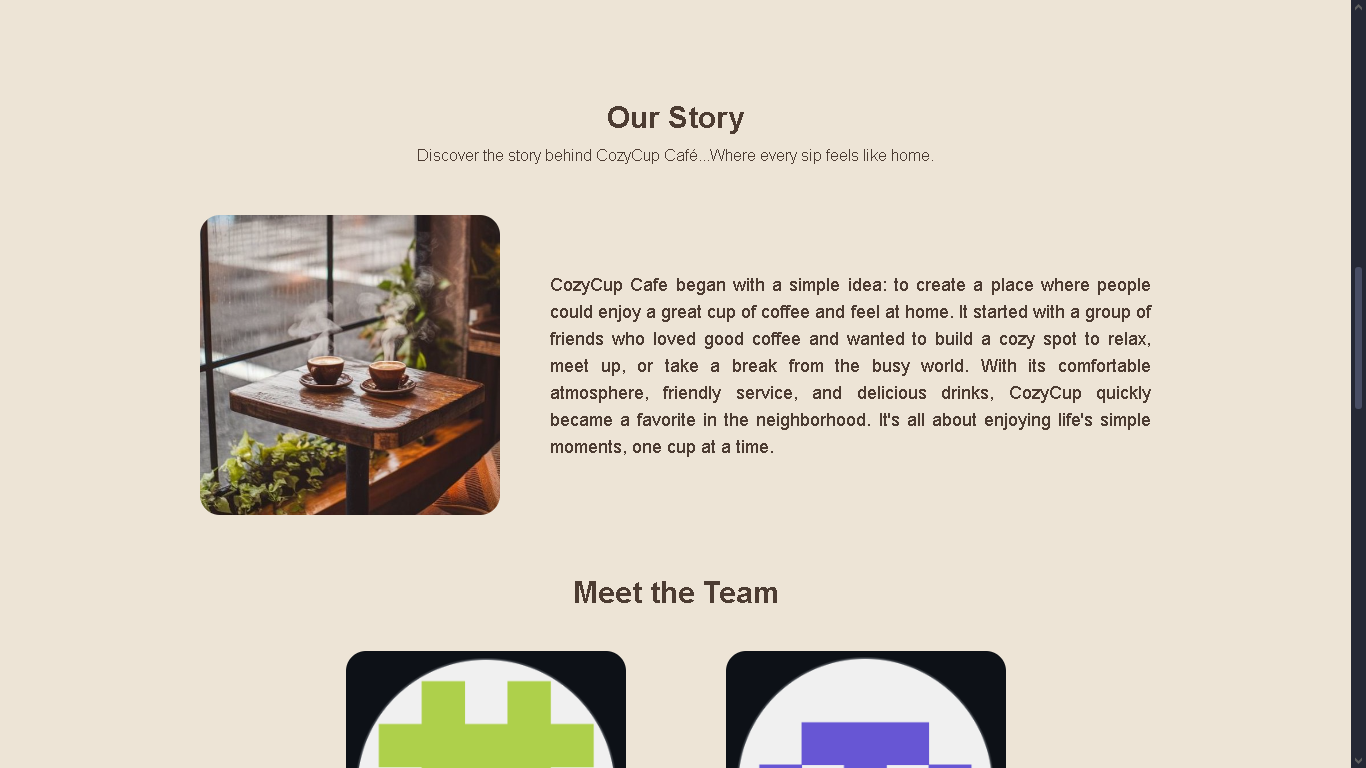 Our Story
Discover the story behind CozyCup Café...Where every sip feels like home.
CozyCup Cafe began with a simple idea: to create a place where people
could enjoy a great cup of coffee and feel at home. It started with a group of
friends who loved good coffee and wanted to build a cozy spot to relax,
meet up, or take a break from the busy world. With its comfortable
atmosphere, friendly service, and delicious drinks, CozyCup quickly
became a favorite in the neighborhood. It's all about enjoying life's simple
moments, one cup at a time.
Meet the Team